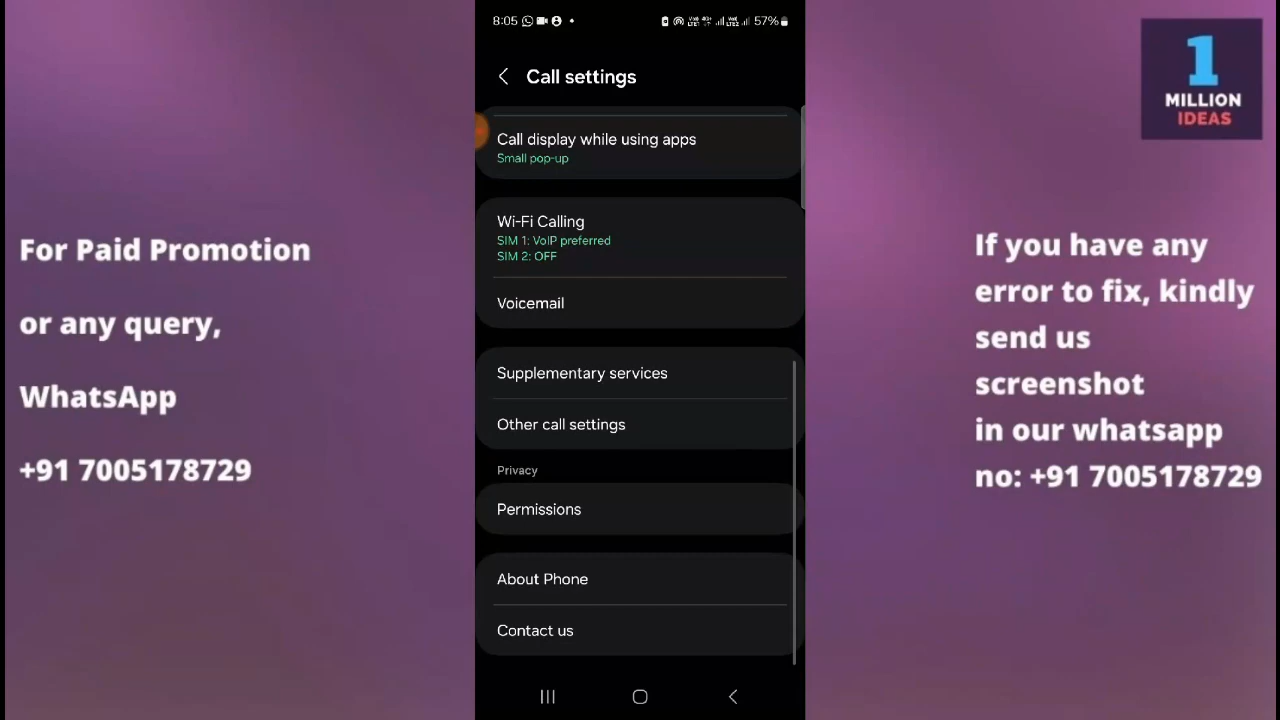 8:05
57%
1
MILLION
IDEAS
Call settings
Call display while using apps
Small pop-up
Wi-Fi Calling
SIM 1: VoIP preferred
SIM 2: OFF
Voicemail
Supplementary services
Other call settings
Privacy
Permissions
About Phone
Contact us
For Paid Promotion
or any query,
WhatsApp
+91 7005178729
If you have any
error to fix, kindly
send us
screenshot
in our whatsapp
no: +91 7005178729